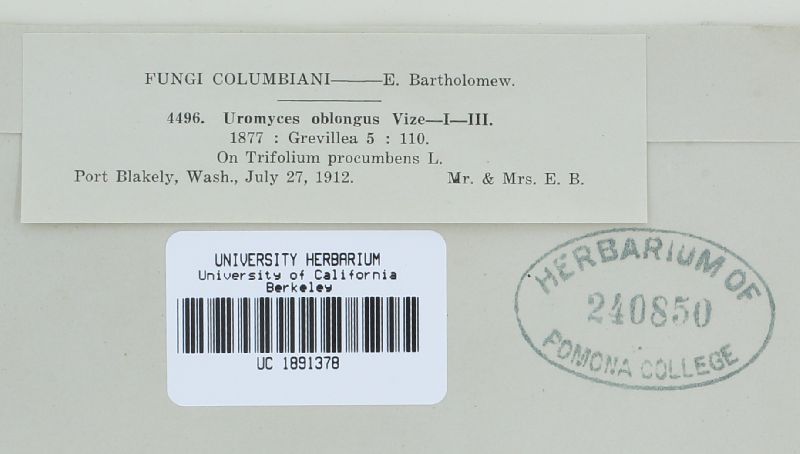 FUNGI COLUMBIANI——E. Bartholomew.
4496. Uromyces oblongus Vize—I—III.
1877 : Grevillea 5 : 110.
On Trifolium procumbens L.
Port Blakely, Wash., July 27, 1912. Mr. & Mrs. E. B.
UNIVERSITY HERBARIUM
University of California
Berkeley
UC 1891378
HERBARIUM OF
240850
POMONA COLLEGE